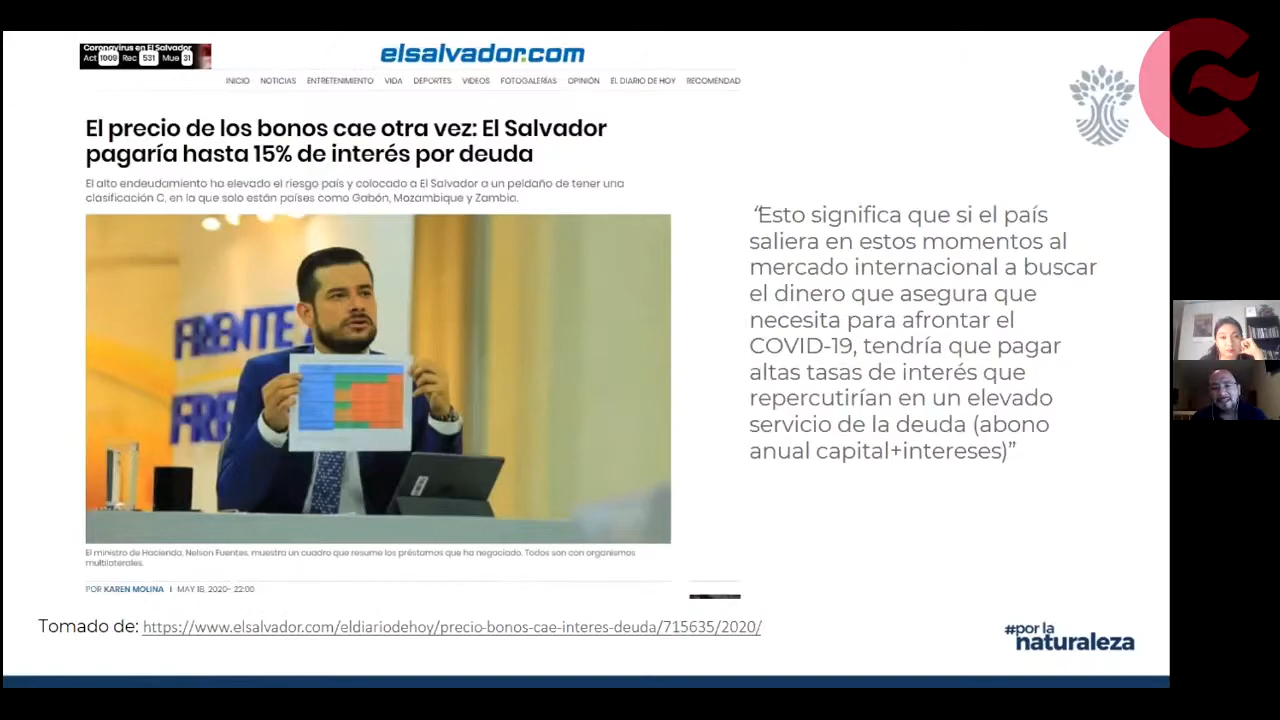 Coronavirus en El Salvador
Act 1009 Rec 531 Mue 31
elsalvador.com
INICIO NOTICIAS ENTRETENIMIENTO VIDA DEPORTES VIDEOS FOTOGALERÍAS OPINIÓN EL DIARIO DE HOY RECOMENDAD
El precio de los bonos cae otra vez: El Salvador
pagaría hasta 15% de interés por deuda
El alto endeudamiento ha elevado el riesgo país y colocado a El Salvador a un peldaño de tener una
clasificación C, en la que solo están países como Gabón, Mozambique y Zambia.
FRENTE
FRE
El ministro de Hacienda, Nelson Fuentes, muestra un cuadro que resume los préstamos que ha negociado. Todos son con organismos
multilaterales.
POR KAREN MOLINA | MAY 18, 2020- 22:00
“Esto significa que si el país
saliera en estos momentos al
mercado internacional a buscar
el dinero que asegura que
necesita para afrontar el
COVID-19, tendría que pagar
altas tasas de interés que
repercutirían en un elevado
servicio de la deuda (abono
anual capital+intereses)”
Tomado de: https://www.elsalvador.com/eldiariodehoy/precio-bonos-cae-interes-deuda/715635/2020/
#por la
naturaleza